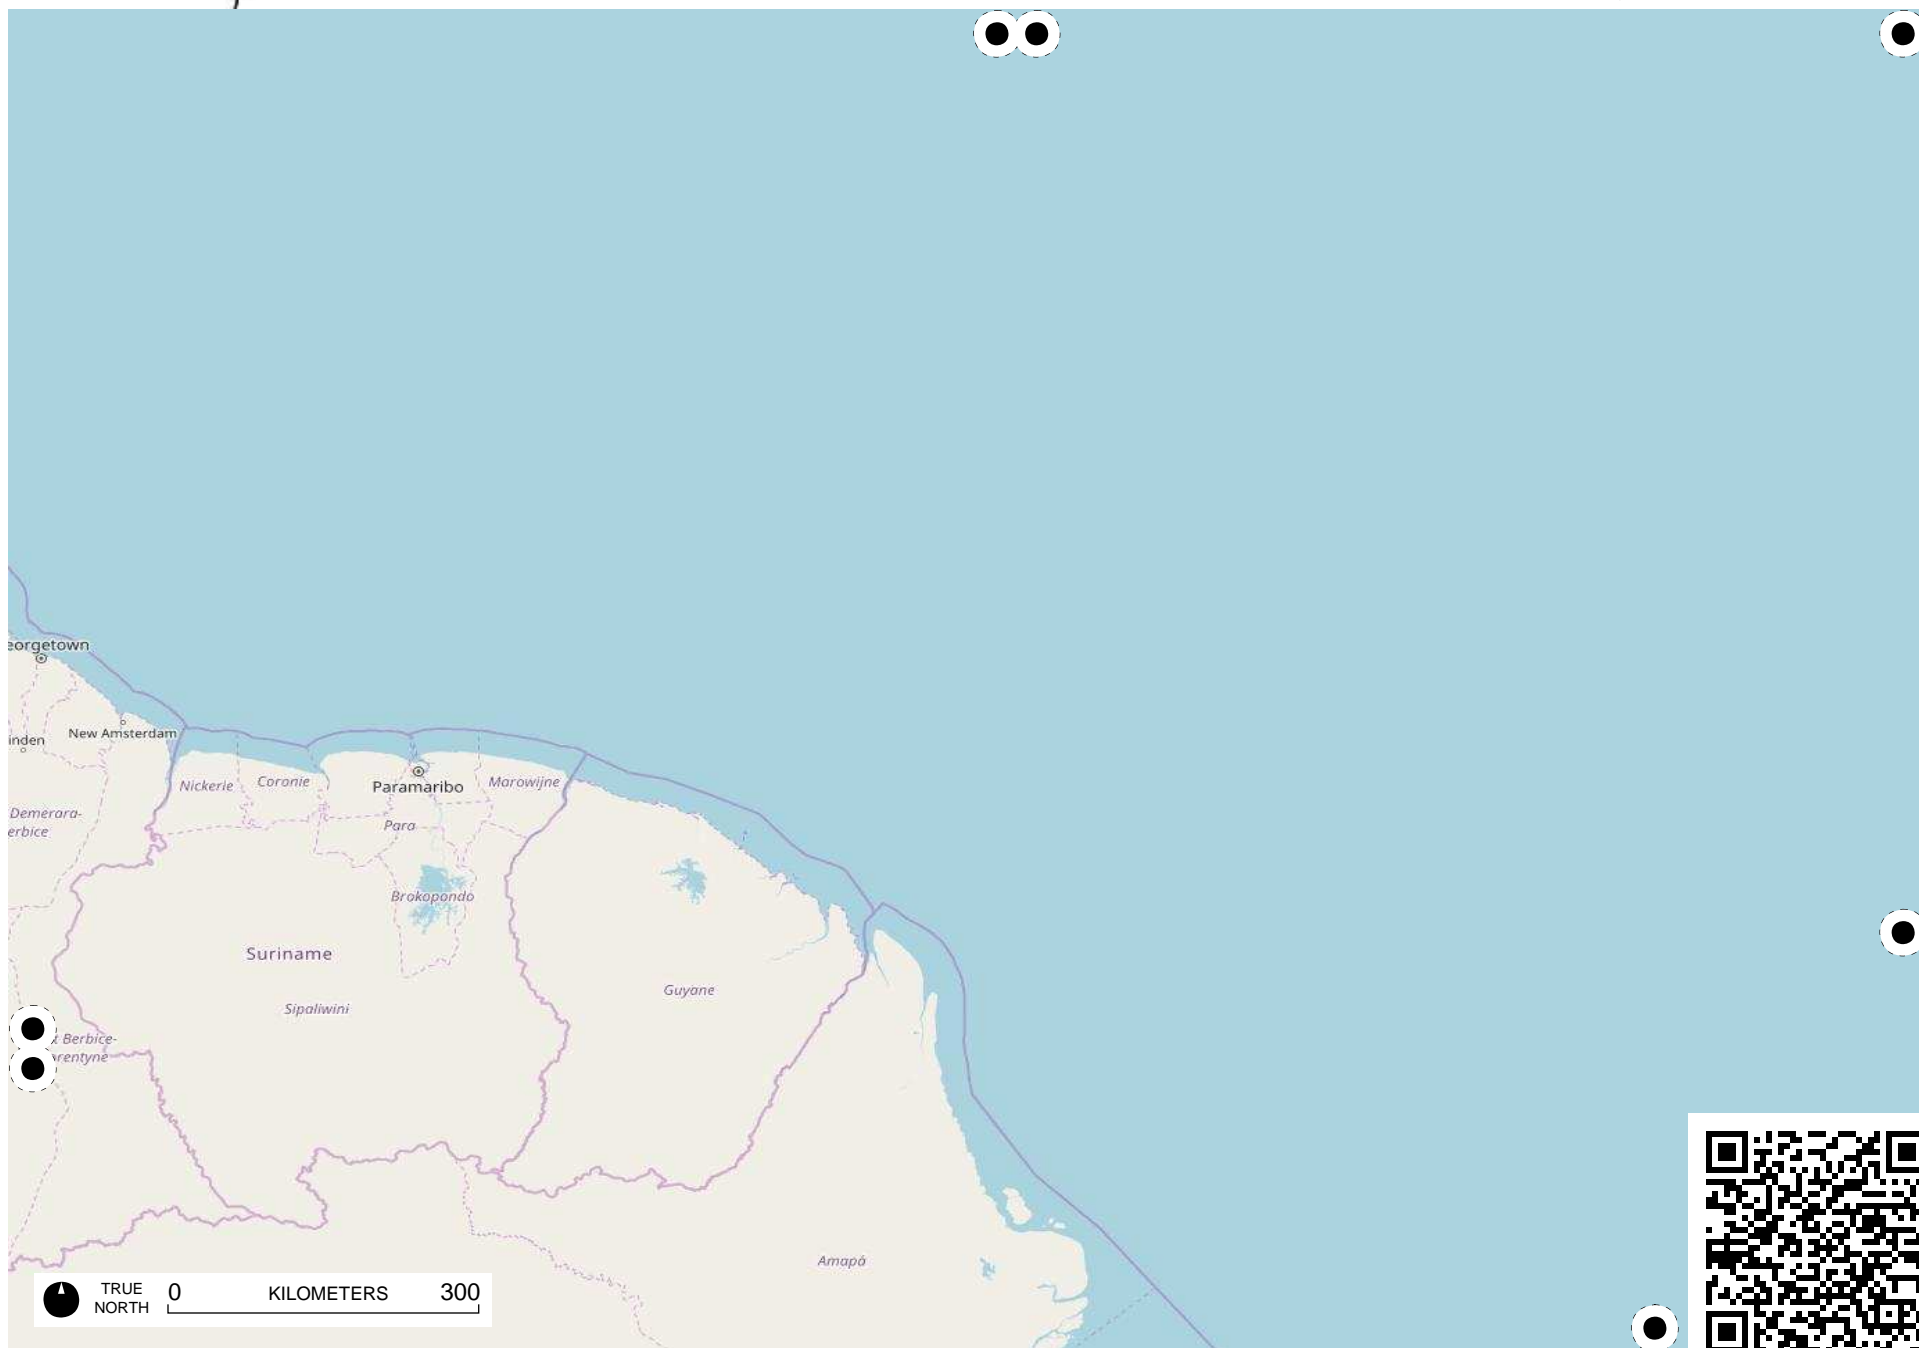 eorgetown
New Amsterdam
inden
Nickerie
Coronie
Paramaribo
Marowijne
Demerara-
erbice
Para
Brokopondo
Suriname
Guyane
Sipaliwini
t Berbice-
rentyne
Amapá
TRUE
NORTH
0 KILOMETERS 300